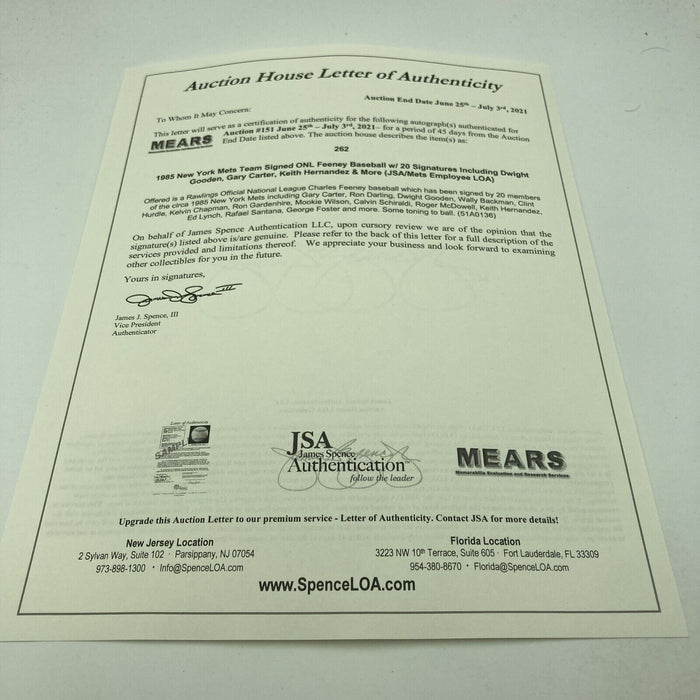 Auction House Letter of Authenticity
Auction End Date June 25th – July 3rd, 2021
To Whom It May Concern:
This letter will serve as a certification of authenticity for the following autograph(s) authenticated for
MEARS Auction #151 June 25th – July 3rd, 2021– for a period of 45 days from the Auction
End Date listed above. The auction house describes the item(s) as:
262
1985 New York Mets Team Signed ONL Feeney Baseball w/ 20 Signatures Including Dwight
Gooden, Gary Carter, Keith Hernandez & More (JSA/Mets Employee LOA)
Offered is a Rawlings Official National League Charles Feeney baseball which has been signed by 20 members
of the circa 1985 New York Mets including Gary Carter, Ron Darling, Dwight Gooden, Wally Backman, Clint
Hurdle, Kelvin Chapman, Ron Gardenhire, Mookie Wilson, Calvin Schiraldi, Roger McDowell, Keith Hernandez,
Ed Lynch, Rafael Santana, George Foster and more. Some toning to ball. (51A0136)
On behalf of James Spence Authentication LLC, upon cursory review we are of the opinion that the
signature(s) listed above is/are genuine. Please refer to the back of this letter for a full description of the
services provided and limitations thereof. We appreciate your business and look forward to examining
other collectibles for you in the future.
Yours in signatures,
James J. Spence, III
Vice President
Authenticator
Letter of Authenticity
SAMPLE
JSA
James Spence
Authentication
follow the leader
MEARS
Memorabilia Evaluation and Research Services
Upgrade this Auction Letter to our premium service - Letter of Authenticity. Contact JSA for more details!
New Jersey Location
2 Sylvan Way, Suite 102 · Parsippany, NJ 07054
973-898-1300 · Info@SpenceLOA.com
Florida Location
3223 NW 10th Terrace, Suite 605 · Fort Lauderdale, FL 33309
954-380-8670 · Florida@SpenceLOA.com
www.SpenceLOA.com